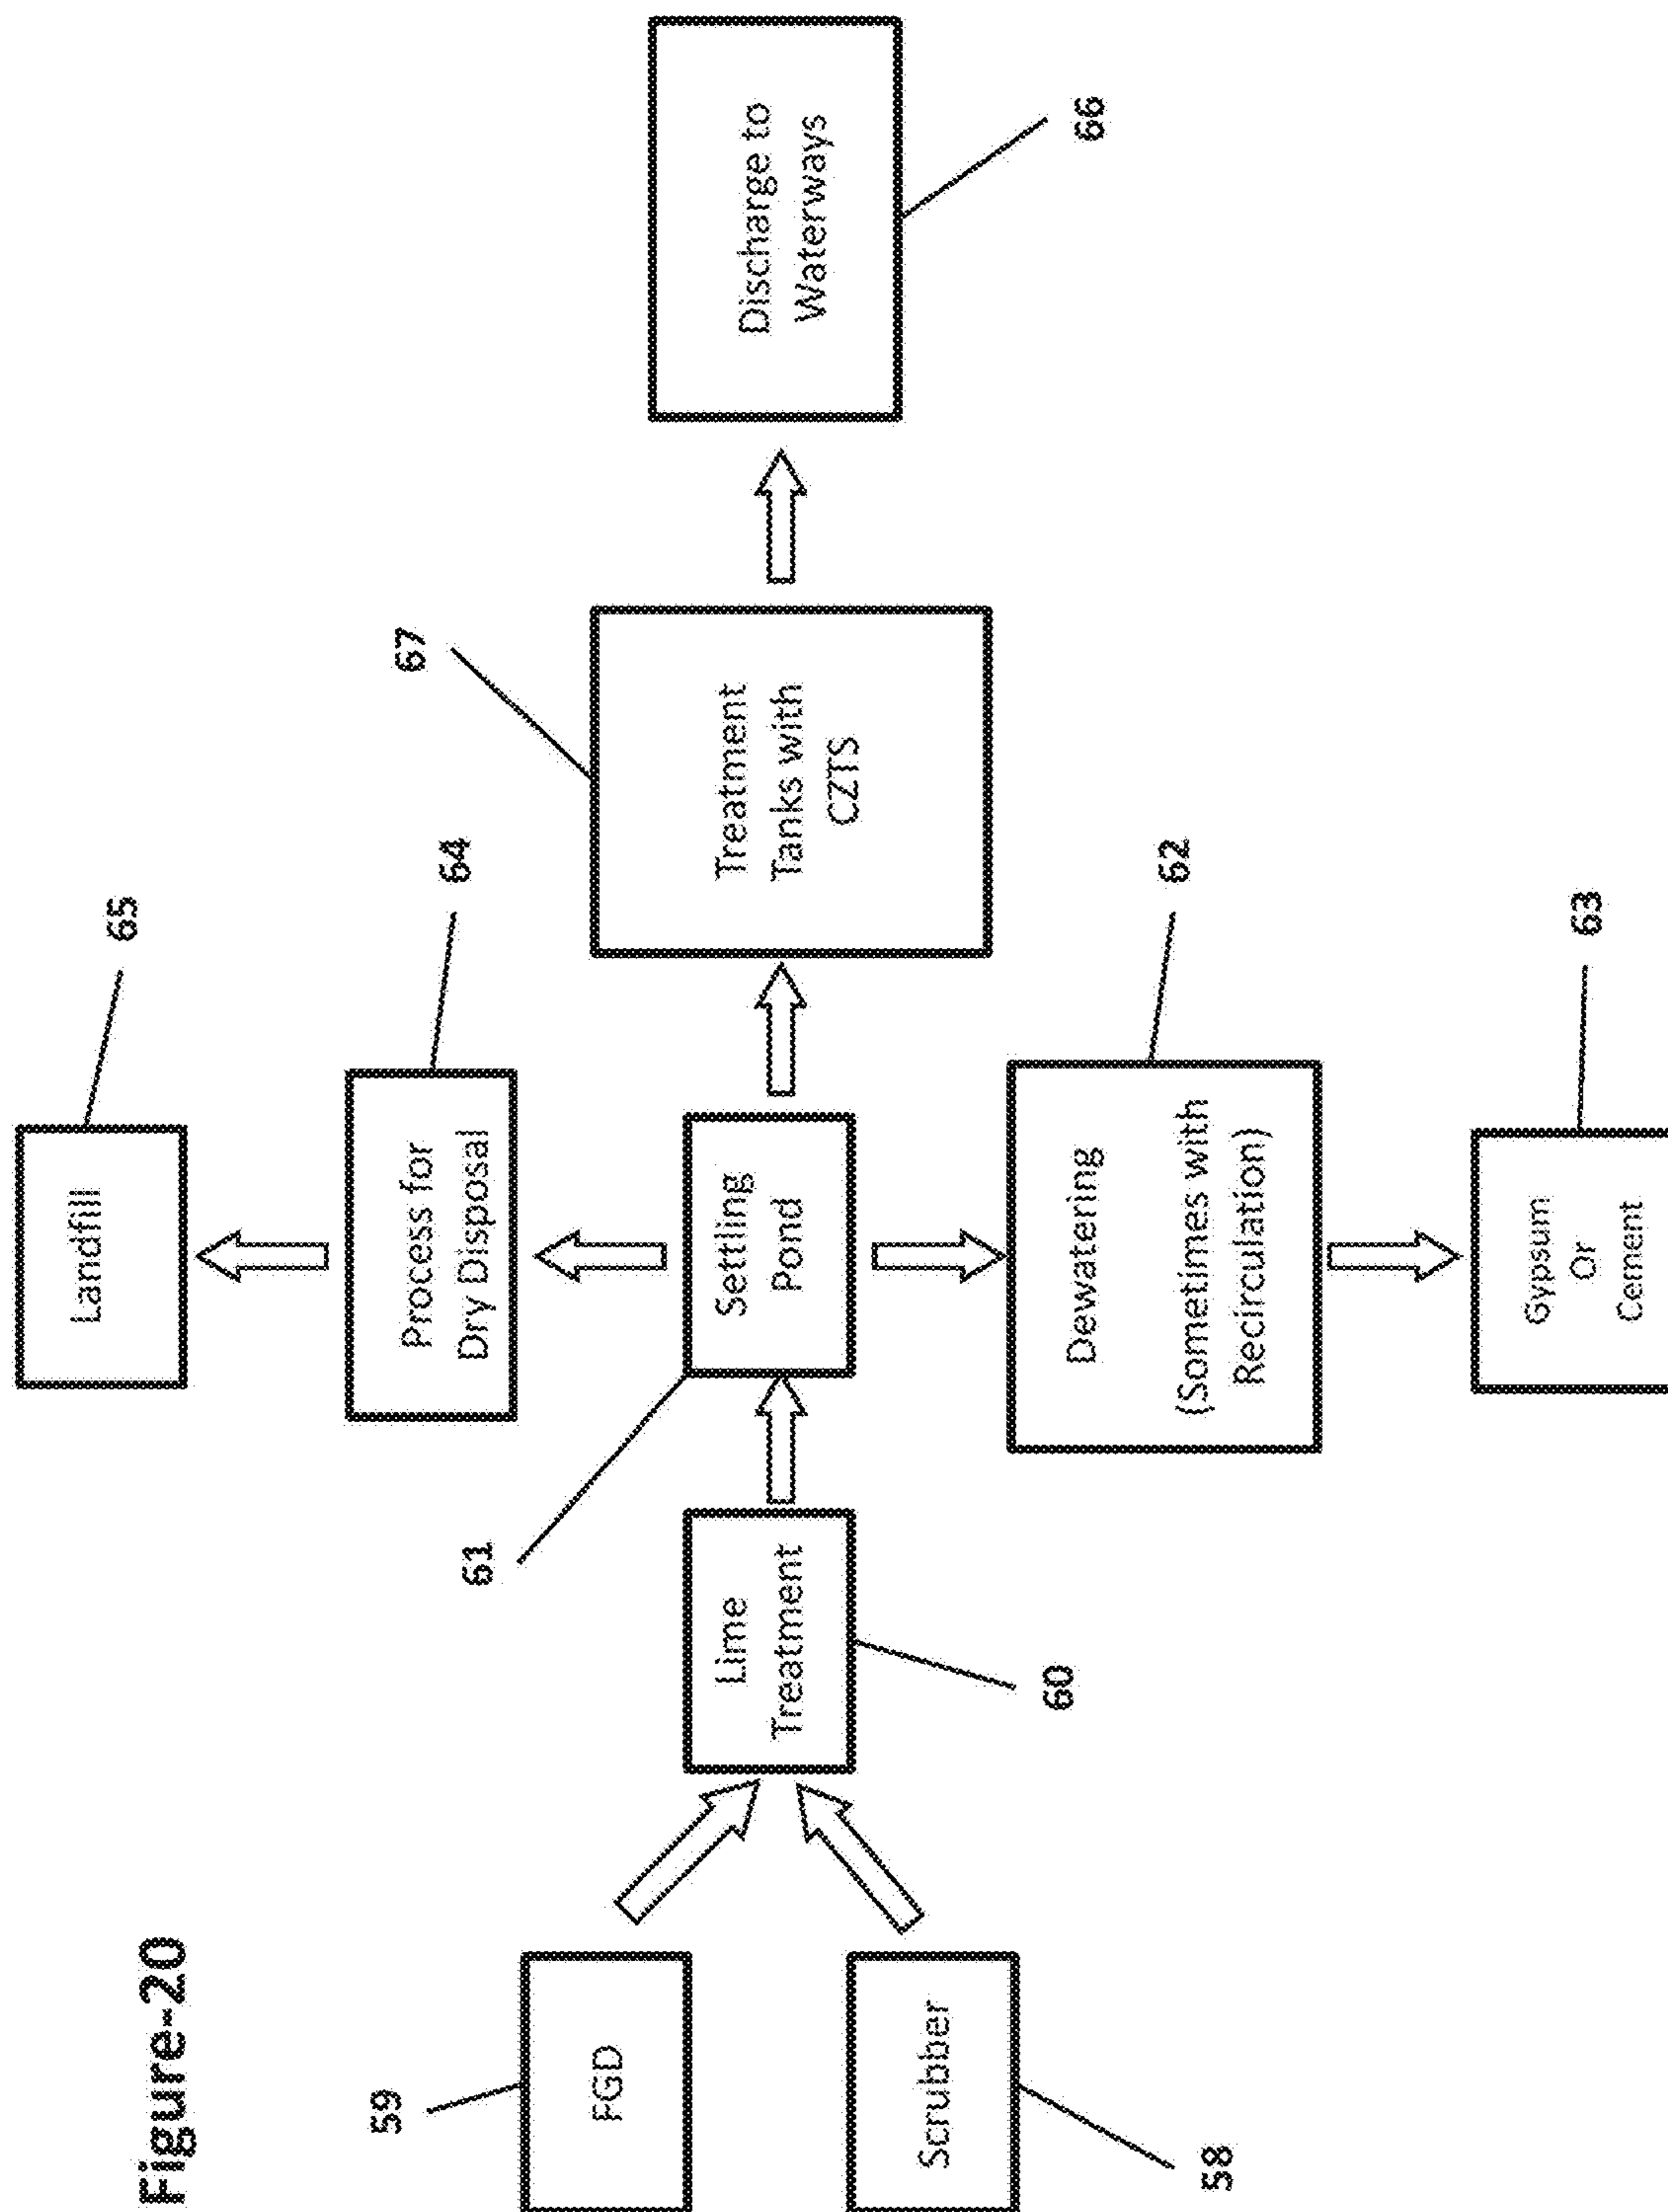 Figure-20
65
Landfill
64
Process for
Dry Disposal
59
FGD
61
67
Lime
Treatment
Settling
Pond
Treatment
Tanks with
CZTS
Discharge to
Waterways
Scrubber
58
60
66
Dewatering
(Sometimes with
Recirculation)
62
Gypsum
Or
Cement
63